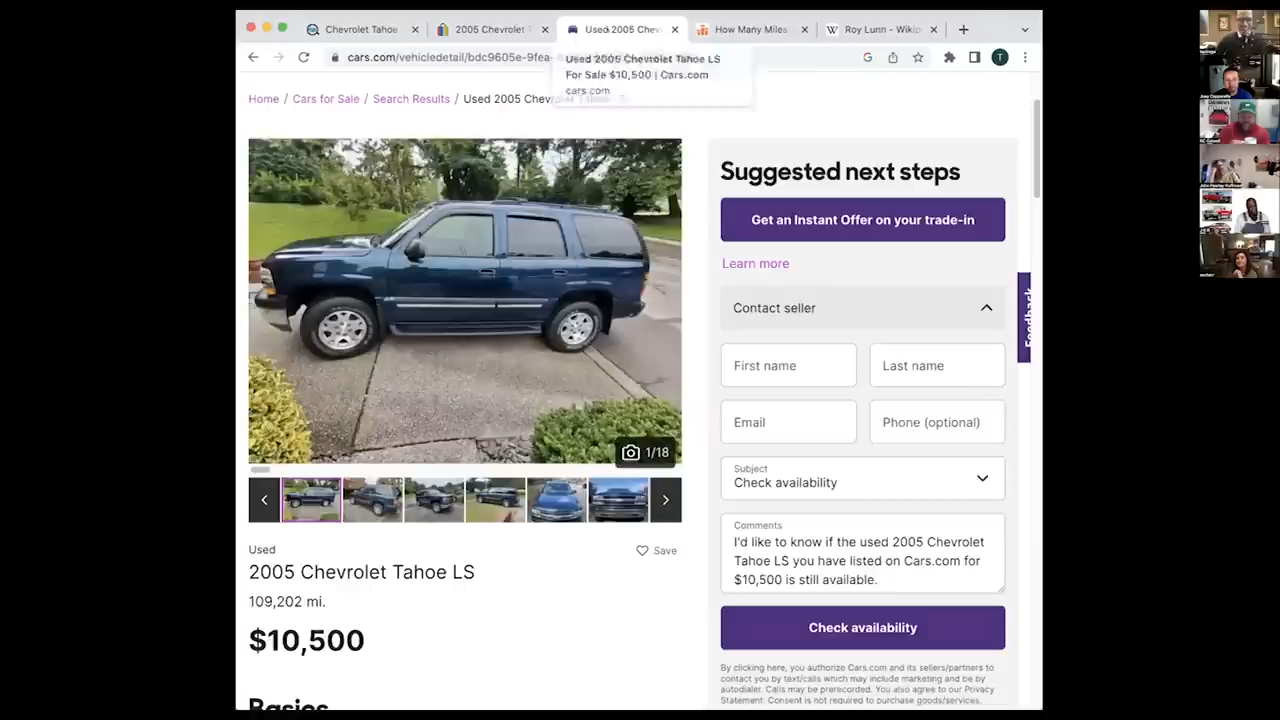 Chevrolet Tahoe
2005 Chevrolet T
Used 2005 Chev
How Many Miles
Roy Lunn – Wikip
cars.com/vehicledetail/bdc9605e-9fea-
T
Used 2005 Chevrolet Tahoe LS
For Sale $10,500 | Cars.com
cars.com
Home / Cars for Sale / Search Results / Used 2005 Chev
1/18
Used
Save
2005 Chevrolet Tahoe LS
109,202 mi.
$10,500
Basics
Suggested next steps
Get an Instant Offer on your trade-in
Learn more
Contact seller
First name
Last name
Email
Phone (optional)
Subject
Check availability
Comments
I'd like to know if the used 2005 Chevrolet
Tahoe LS you have listed on Cars.com for
$10,500 is still available.
Check availability
By clicking here, you authorize Cars.com and its sellers/partners to
contact you by text/calls which may include marketing and be by
autodialer. Calls may be prerecorded. You also agree to our Privacy
Statement. Consent is not required to purchase goods/services.
Feedback